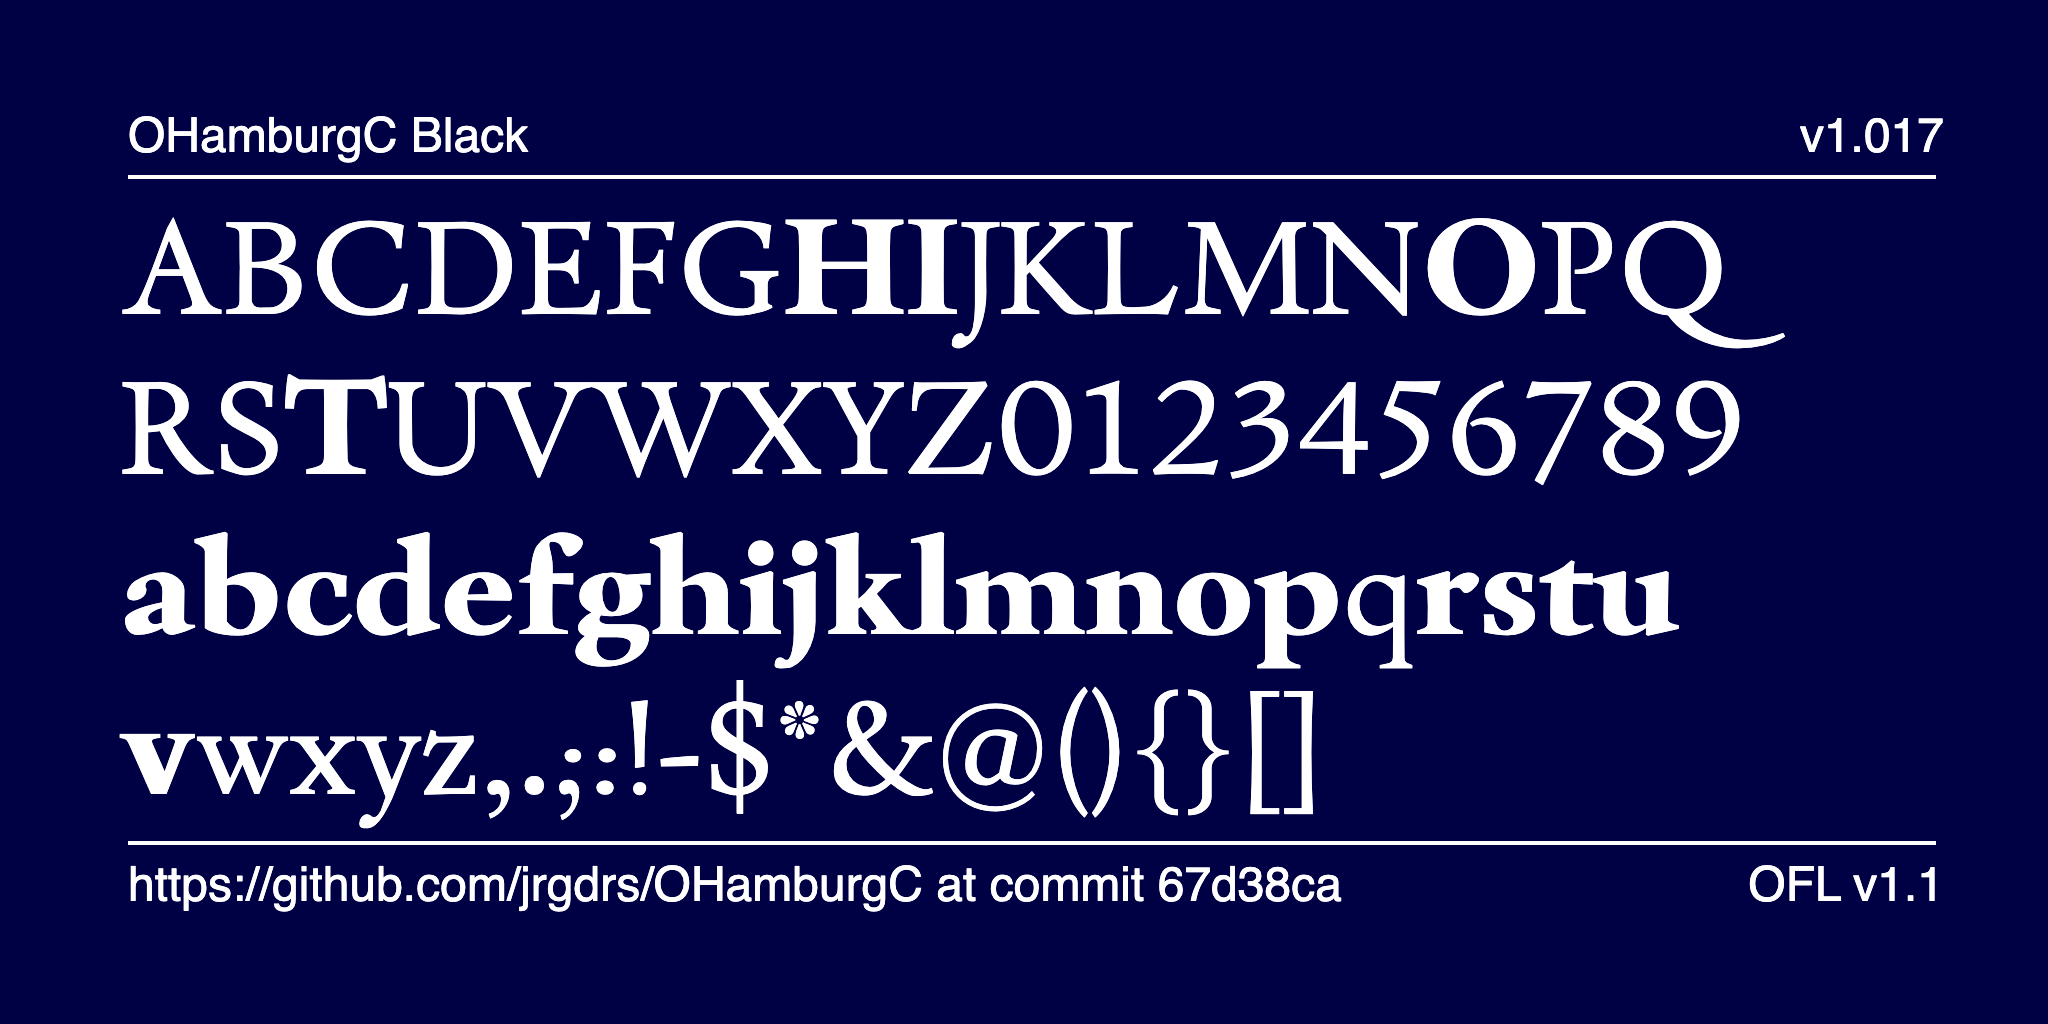 OHamburgC Black v1.017
ABCDEFGHIJKLMNOPQ
RSTUVWXYZ0123456789
abcdefghijklmnopqrstu
vwxyz,.;:!-$*&@(){}[]
https://github.com/jrgdrs/OHamburgC at commit 67d38ca OFL v1.1